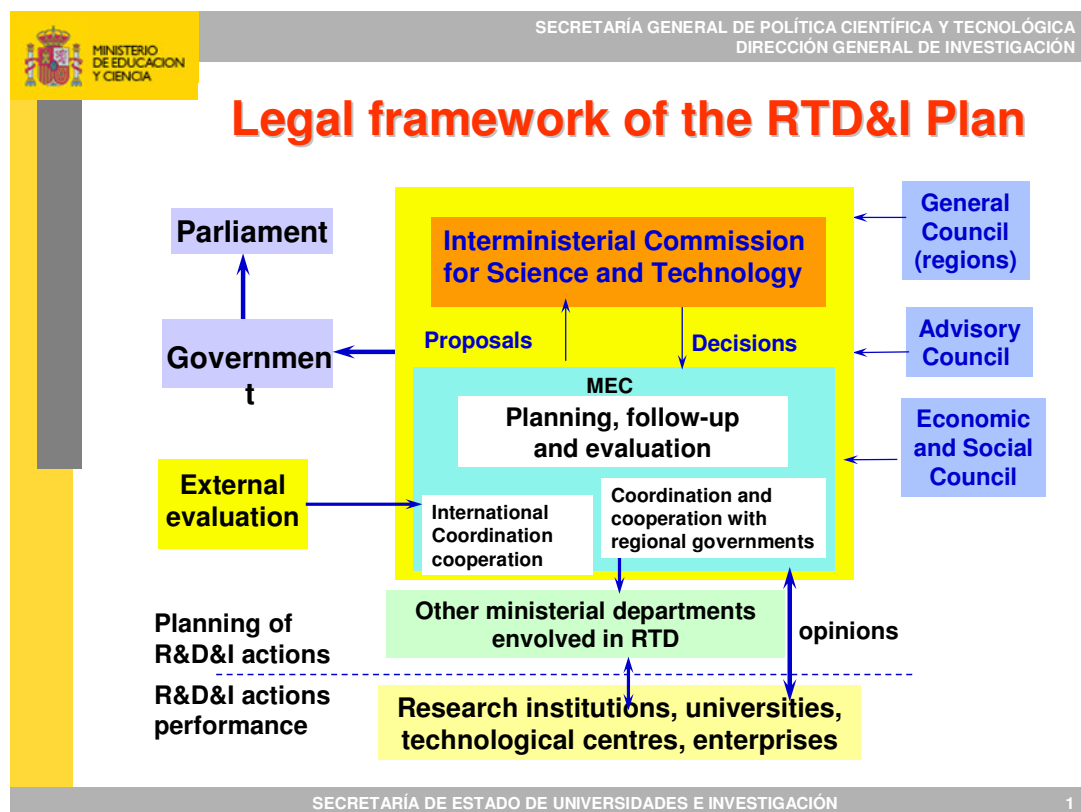 SECRETARÍA GENERAL DE POLÍTICA CIENTÍFICA Y TECNOLÓGICA
DIRECCIÓN GENERAL DE INVESTIGACIÓN
MINISTERIO
DE EDUCACION
Y CIENCIA
Legal framework of the RTD&I Plan
Parliament
Governmen
t
External
evaluation
Interministerial Commission
for Science and Technology
Proposals
Decisions
MEC
Planning, follow-up
and evaluation
International
Coordination
cooperation
Coordination and
cooperation with
regional governments
General
Council
(regions)
Advisory
Council
Economic
and Social
Council
Other ministerial departments
envolved in RTD
opinions
Planning of
R&D&I actions
R&D&I actions
performance
Research institutions, universities,
technological centres, enterprises
SECRETARÍA DE ESTADO DE UNIVERSIDADES E INVESTIGACIÓN
1